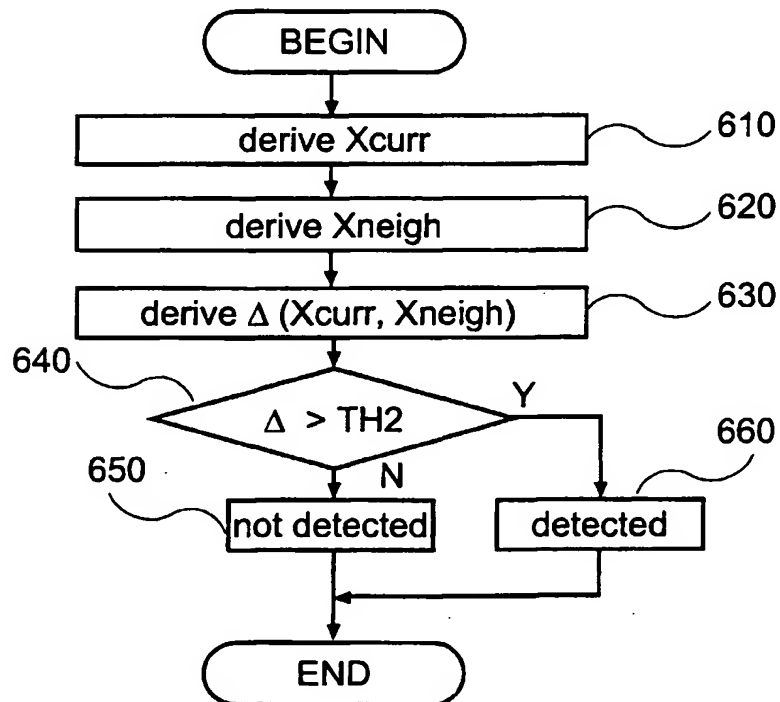 BEGIN
derive Xcurr
610
derive Xneigh
620
derive Δ (Xcurr, Xneigh)
630
640
Δ > TH2
Y
N
650
660
not detected
detected
END